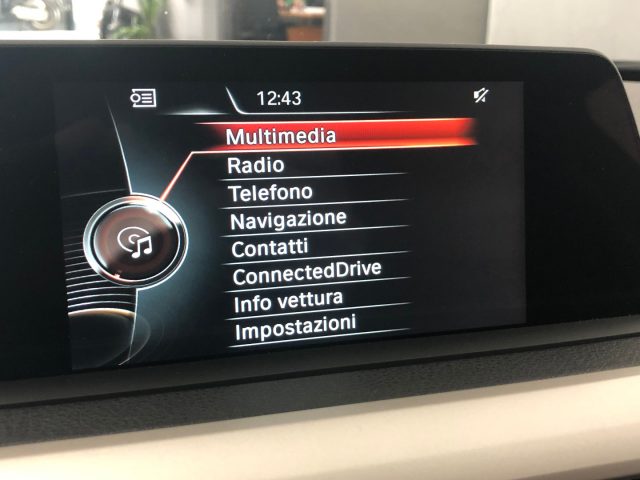 12:43
Multimedia
Radio
Telefono
Navigazione
Contatti
ConnectedDrive
Info vettura
Impostazioni